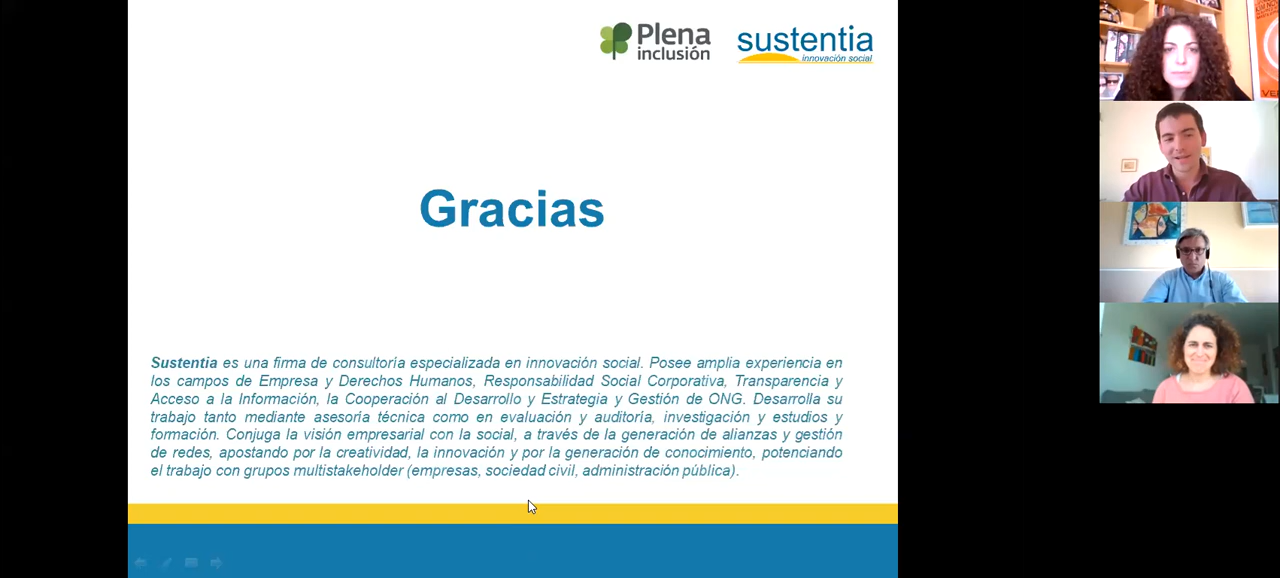 Plena
inclusión
sustentia
innovación social
Gracias
Sustentia es una firma de consultoría especializada en innovación social. Posee amplia experiencia en
los campos de Empresa y Derechos Humanos, Responsabilidad Social Corporativa, Transparencia y
Acceso a la Información, la Cooperación al Desarrollo y Estrategia y Gestión de ONG. Desarrolla su
trabajo tanto mediante asesoría técnica como en evaluación y auditoría, investigación y estudios y
formación. Conjuga la visión empresarial con la social, a través de la generación de alianzas y gestión
de redes, apostando por la creatividad, la innovación y por la generación de conocimiento, potenciando
el trabajo con grupos multistakeholder (empresas, sociedad civil, administración pública).